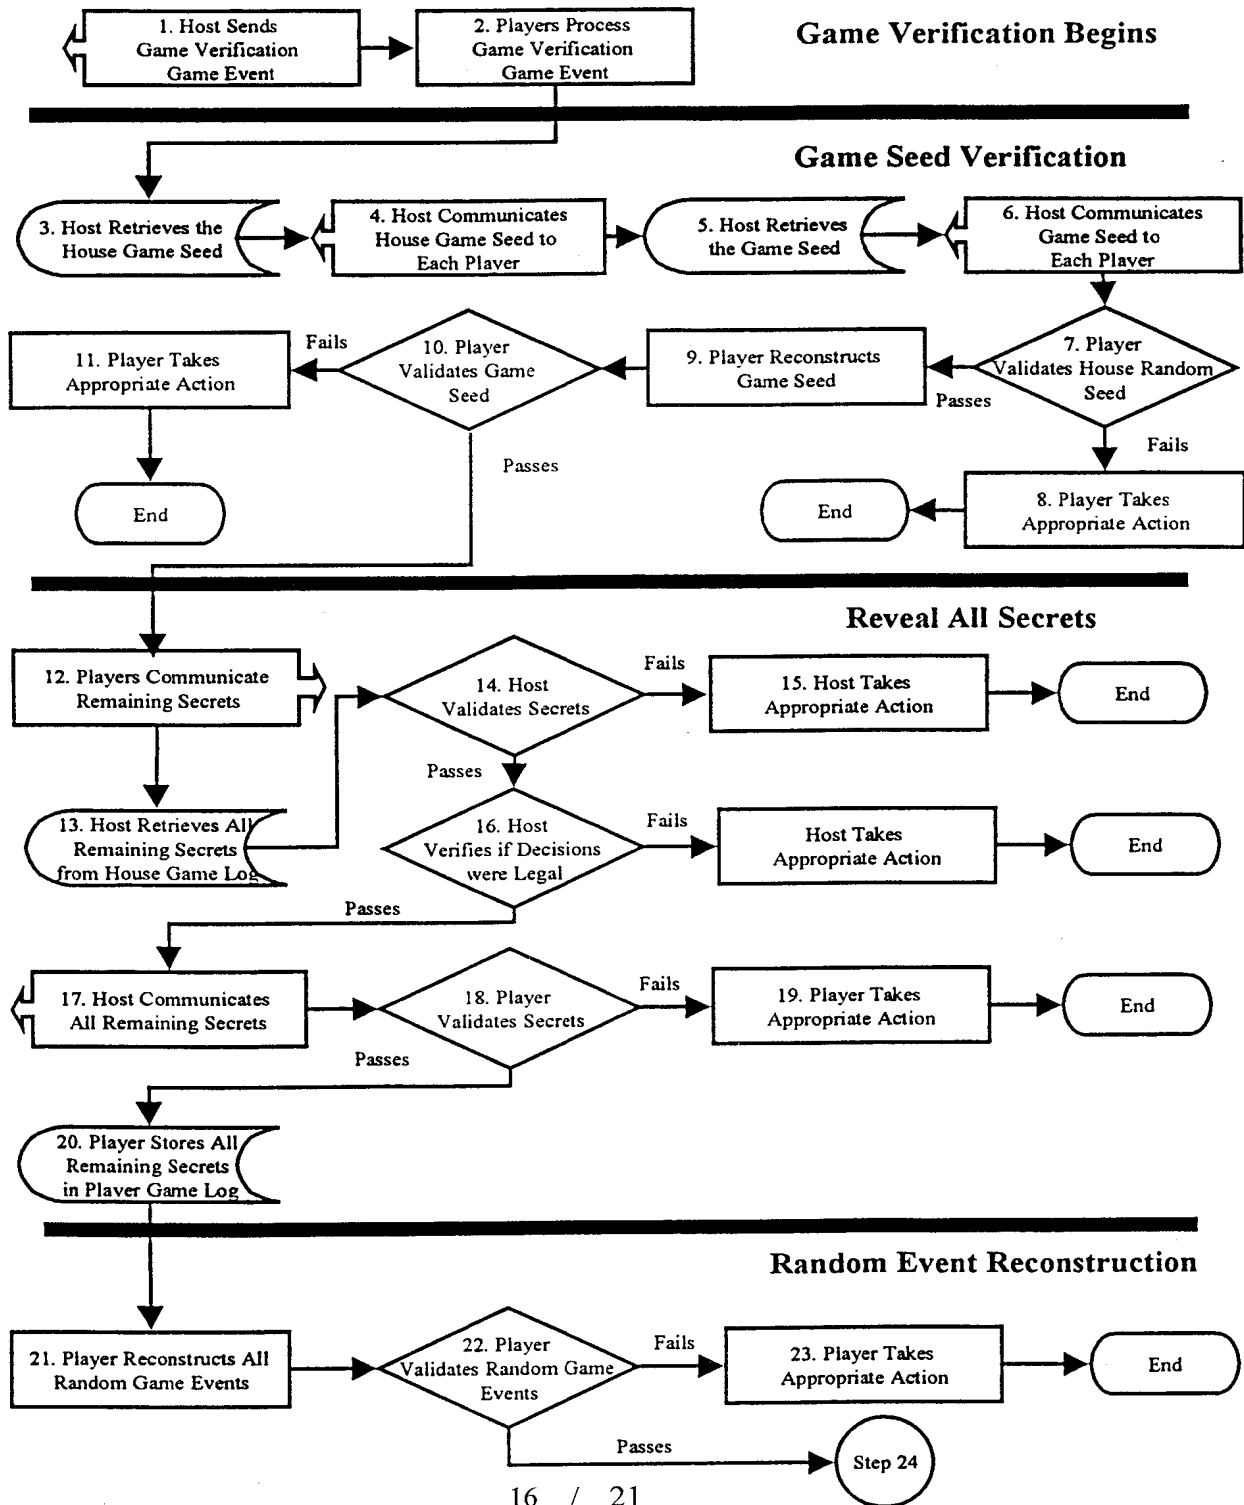 1. Host Sends
Game Verification
Game Event
2. Players Process
Game Verification
Game Event
Game Verification Begins
Game Seed Verification
3. Host Retrieves the
House Game Seed
4. Host Communicates
House Game Seed to
Each Player
5. Host Retrieves
the Game Seed
6. Host Communicates
Game Seed to
Each Player
7. Player
Validates House Random
Seed
Passes
Fails
8. Player Takes
Appropriate Action
End
9. Player Reconstructs
Game Seed
10. Player
Validates Game
Seed
Fails
11. Player Takes
Appropriate Action
End
Passes
Reveal All Secrets
12. Players Communicate
Remaining Secrets
13. Host Retrieves All
Remaining Secrets
from House Game Log
14. Host
Validates Secrets
Fails
15. Host Takes
Appropriate Action
End
Passes
16. Host
Verifies if Decisions
were Legal
Fails
Host Takes
Appropriate Action
End
Passes
17. Host Communicates
All Remaining Secrets
18. Player
Validates Secrets
Fails
19. Player Takes
Appropriate Action
End
Passes
20. Player Stores All
Remaining Secrets
in Player Game Log
Random Event Reconstruction
21. Player Reconstructs All
Random Game Events
22. Player
Validates Random Game
Events
Fails
23. Player Takes
Appropriate Action
End
Passes
Step 24
16 / 21